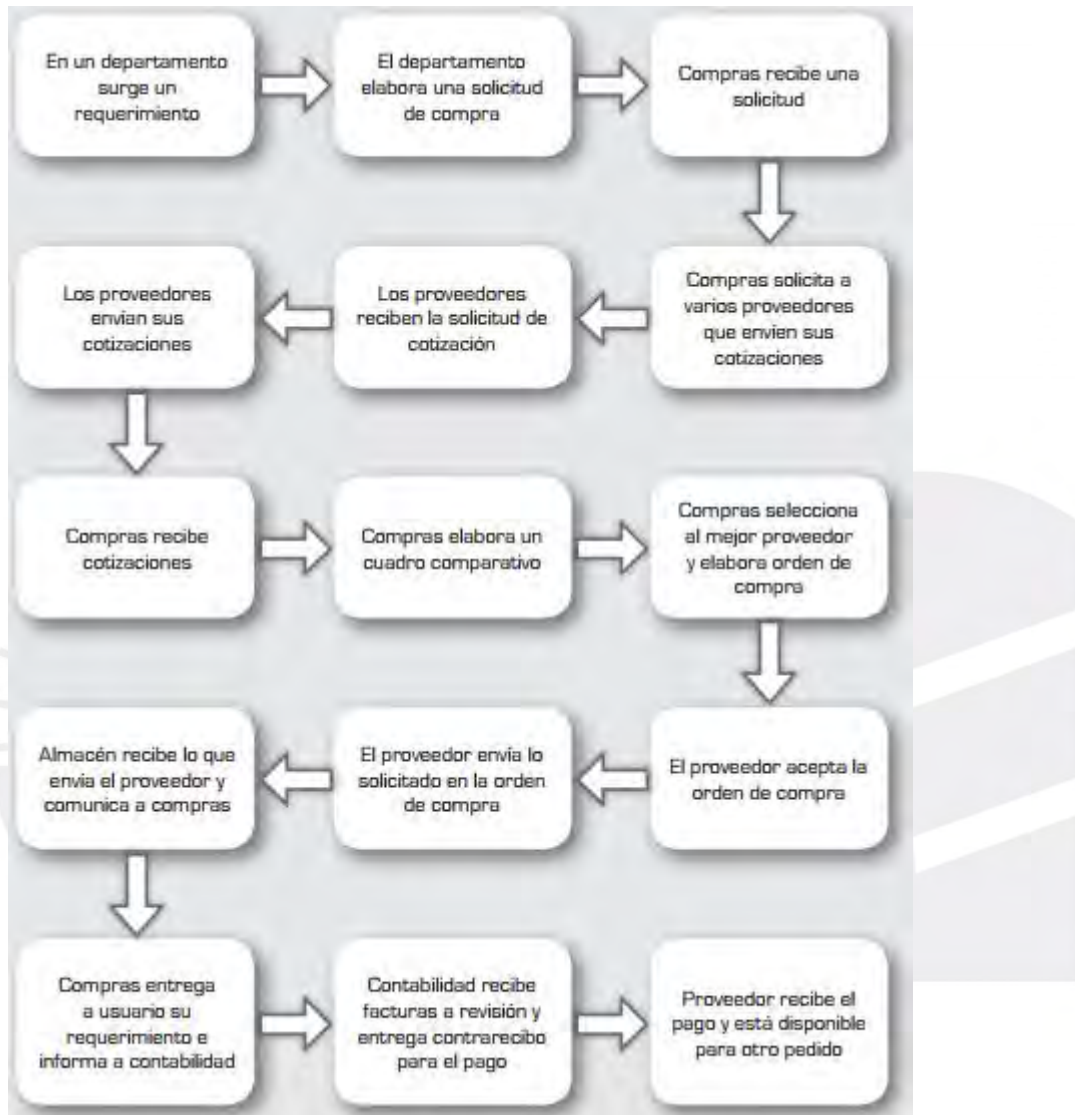 En un departamento
surge un
requerimiento
El departamento
elabora una solicitud
de compra
Compras recibe una
solicitud
Compras solicita a
varios proveedores
que envíen sus
cotizaciones
Los proveedores
reciben la solicitud de
cotización
Los proveedores
envían sus
cotizaciones
Compras recibe
cotizaciones
Compras elabora un
cuadro comparativo
Compras selecciona
al mejor proveedor
y elabora orden de
compra
El proveedor acepta la
orden de compra
El proveedor envía lo
solicitado en la orden
de compra
Almacén recibe lo que
envía el proveedor y
comunica a compras
Compras entrega
a usuario su
requerimiento e
informa a contabilidad
Contabilidad recibe
facturas a revisión y
entrega contrarecibo
para el pago
Proveedor recibe el
pago y está disponible
para otro pedido